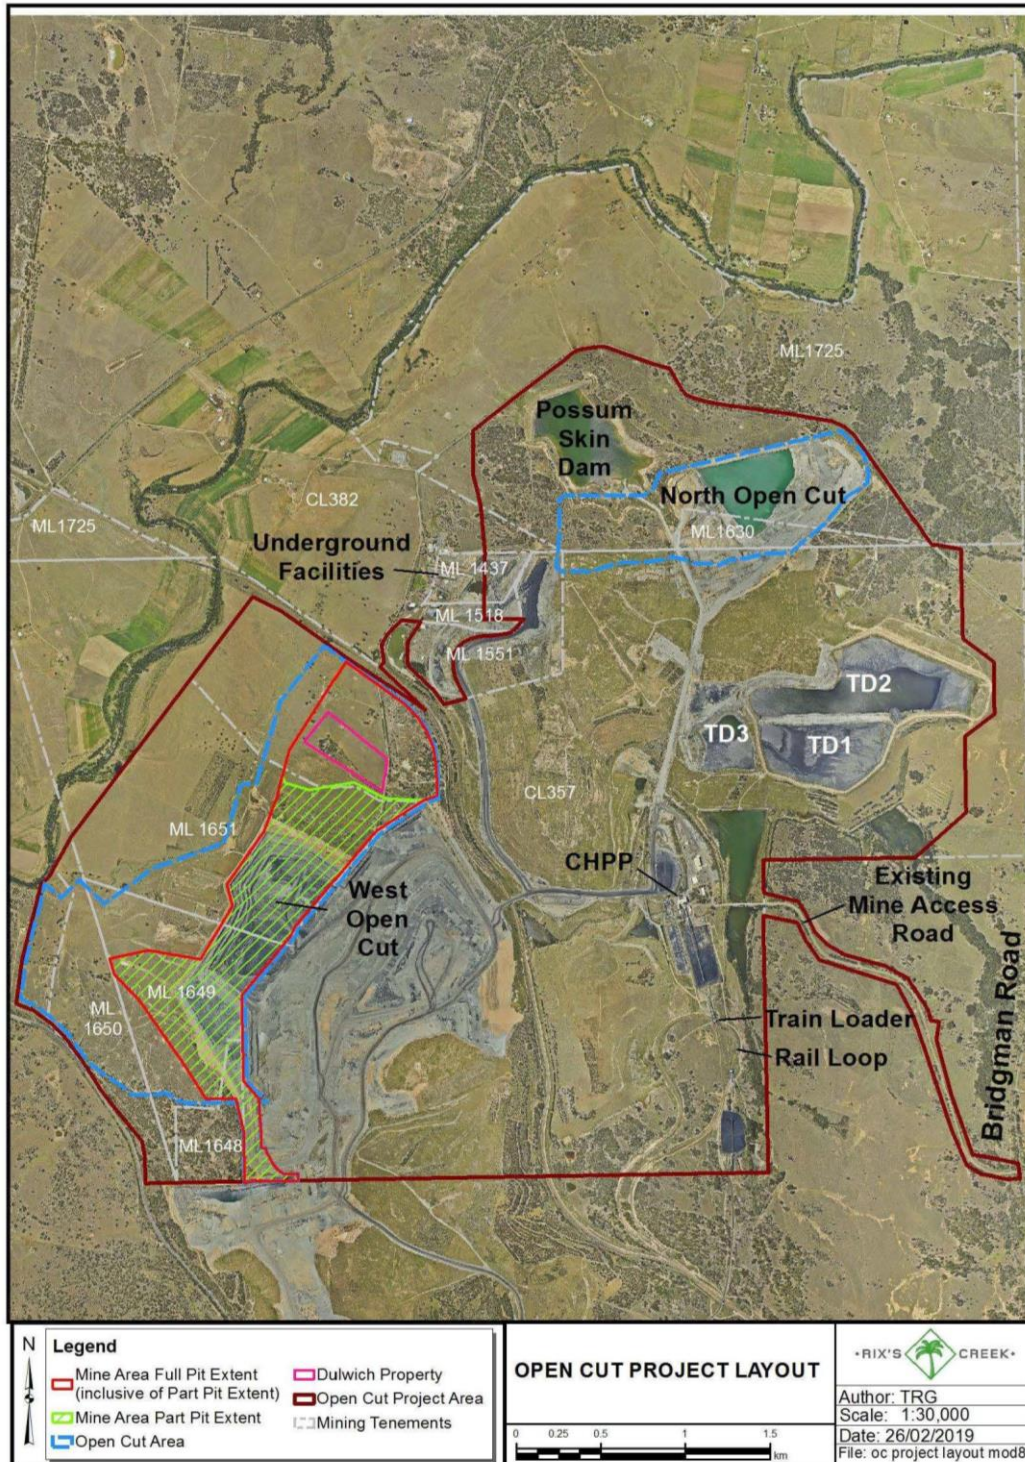 ML1725
Possum
Skin
Dam
North Open Cut
ML1630
CL382
ML1725
Underground
Facilities
ML 1437
ML 1518
ML 1551
TD2
TD3
TD1
CL357
ML 1651
CHPP
Existing
Mine Access
Road
West
Open
Cut
ML 1649
ML
1650
Train Loader
Rail Loop
Bridgman Road
ML1648
N
Legend
Mine Area Full Pit Extent
(inclusive of Part Pit Extent)
Mine Area Part Pit Extent
Open Cut Area
Dulwich Property
Open Cut Project Area
Mining Tenements
OPEN CUT PROJECT LAYOUT
0 0.25 0.5 1 1.5
km
RIX'S CREEK
Author: TRG
Scale: 1:30,000
Date: 26/02/2019
File: oc project layout mod8